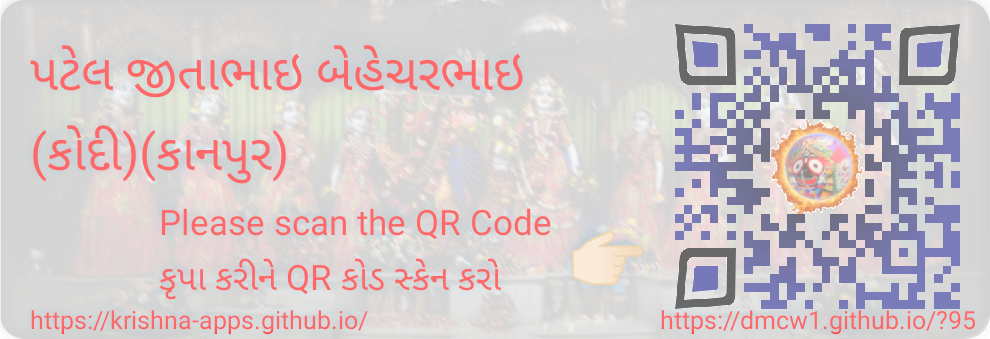 પટેલ જીતાભાઇ બેહેચરભાઇ
(કોદી)(કાનપુર)
Please scan the QR Code
કૃપા કરીને QR કોડ સ્કેન કરો
https://krishna-apps.github.io/
https://dmcw1.github.io/?95